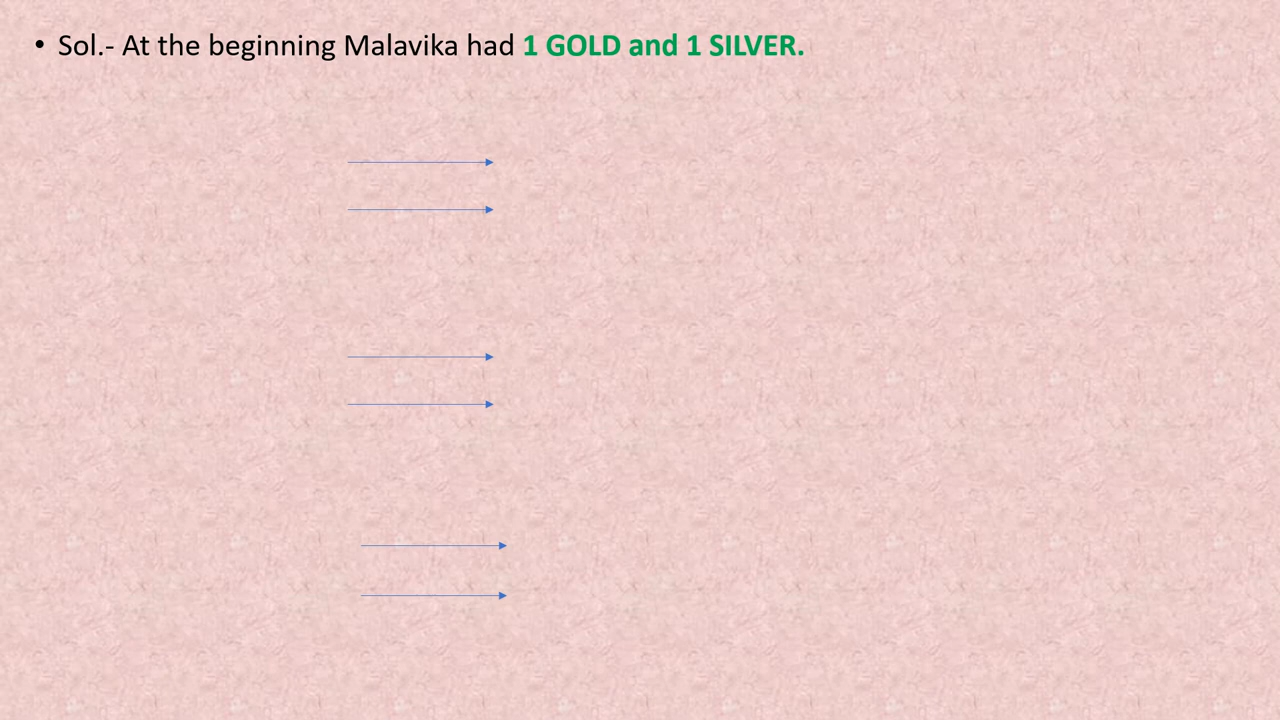 • Sol.- At the beginning Malavika had 1 GOLD and 1 SILVER.